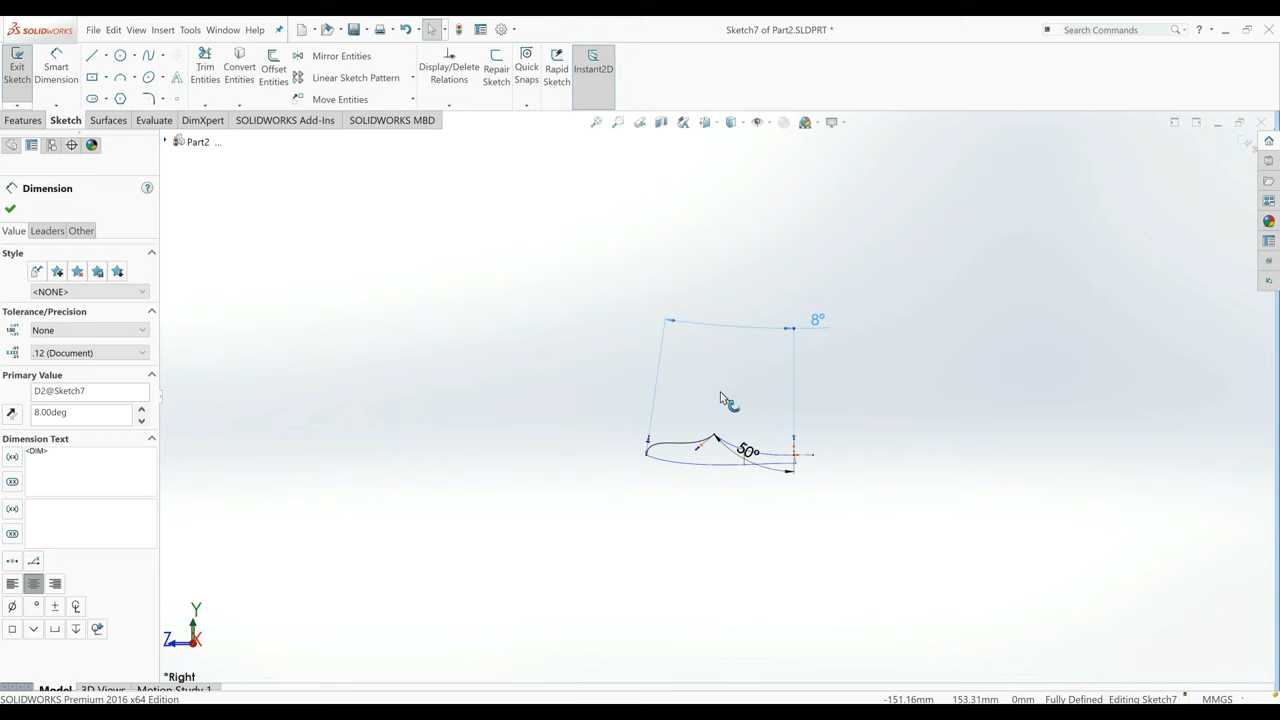 SOLIDWORKS
File Edit View Insert Tools Window Help
Sketch7 of Part2.SLDPRT *
Search Commands
Exit Sketch
Smart Dimension
Trim Entities
Convert Entities
Offset Entities
Mirror Entities
Linear Sketch Pattern
Move Entities
Display/Delete Relations
Repair Sketch
Quick Snaps
Rapid Sketch
Instant2D
Features Sketch Surfaces Evaluate DimXpert SOLIDWORKS Add-Ins SOLIDWORKS MBD
Part2 ...
Dimension
Value Leaders Other
Style
<NONE>
Tolerance/Precision
None
.12 (Document)
Primary Value
D2@Sketch7
8.00deg
Dimension Text
<DIM>
8°
50°
Y
Z
X
*Right
Model 3D Views Motion Study 1
SOLIDWORKS Premium 2016 x64 Edition
-151.16mm 153.31mm 0mm Fully Defined Editing Sketch7 MMGS